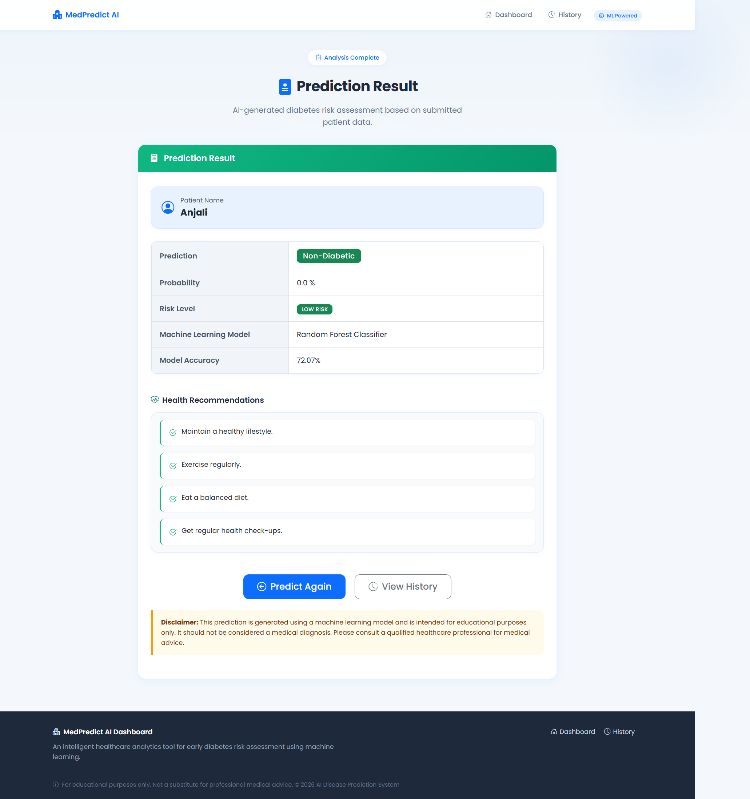 MedPredict AI
Dashboard
History
ML Powered
Analysis Complete
Prediction Result
AI-generated diabetes risk assessment based on submitted
patient data.
Prediction Result
Patient Name
Anjali
Prediction
Non-Diabetic
Probability
0.0 %
Risk Level
LOW RISK
Machine Learning Model
Random Forest Classifier
Model Accuracy
72.07%
Health Recommendations
Maintain a healthy lifestyle.
Exercise regularly.
Eat a balanced diet.
Get regular health check-ups.
Predict Again
View History
Disclaimer: This prediction is generated using a machine learning model and is intended for educational purposes
only. It should not be considered a medical diagnosis. Please consult a qualified healthcare professional for medical
advice.
MedPredict AI Dashboard
Dashboard
History
An intelligent healthcare analytics tool for early diabetes risk assessment using machine
learning.
For educational purposes only. Not a substitute for professional medical advice. © 2026 AI Disease Prediction System